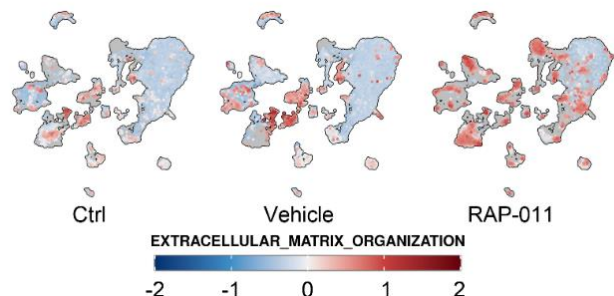 Ctrl Vehicle RAP-011
EXTRACELLULAR_MATRIX_ORGANIZATION
-2 -1 0 1 2